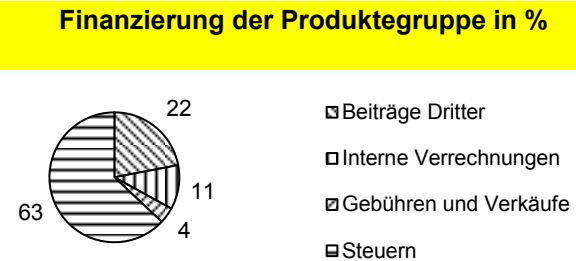 Finanzierung der Produktegruppe in %
22
11
4
63
Beiträge Dritter
Interne Verrechnungen
Gebühren und Verkäufe
Steuern